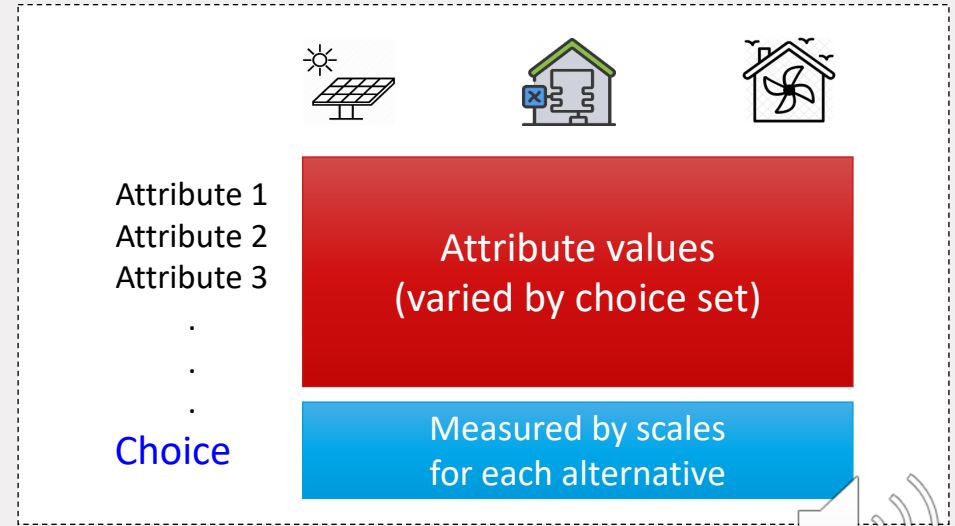 Attribute 1
Attribute 2
Attribute 3
.
.
.
Choice
Attribute values
(varied by choice set)
Measured by scales
for each alternative